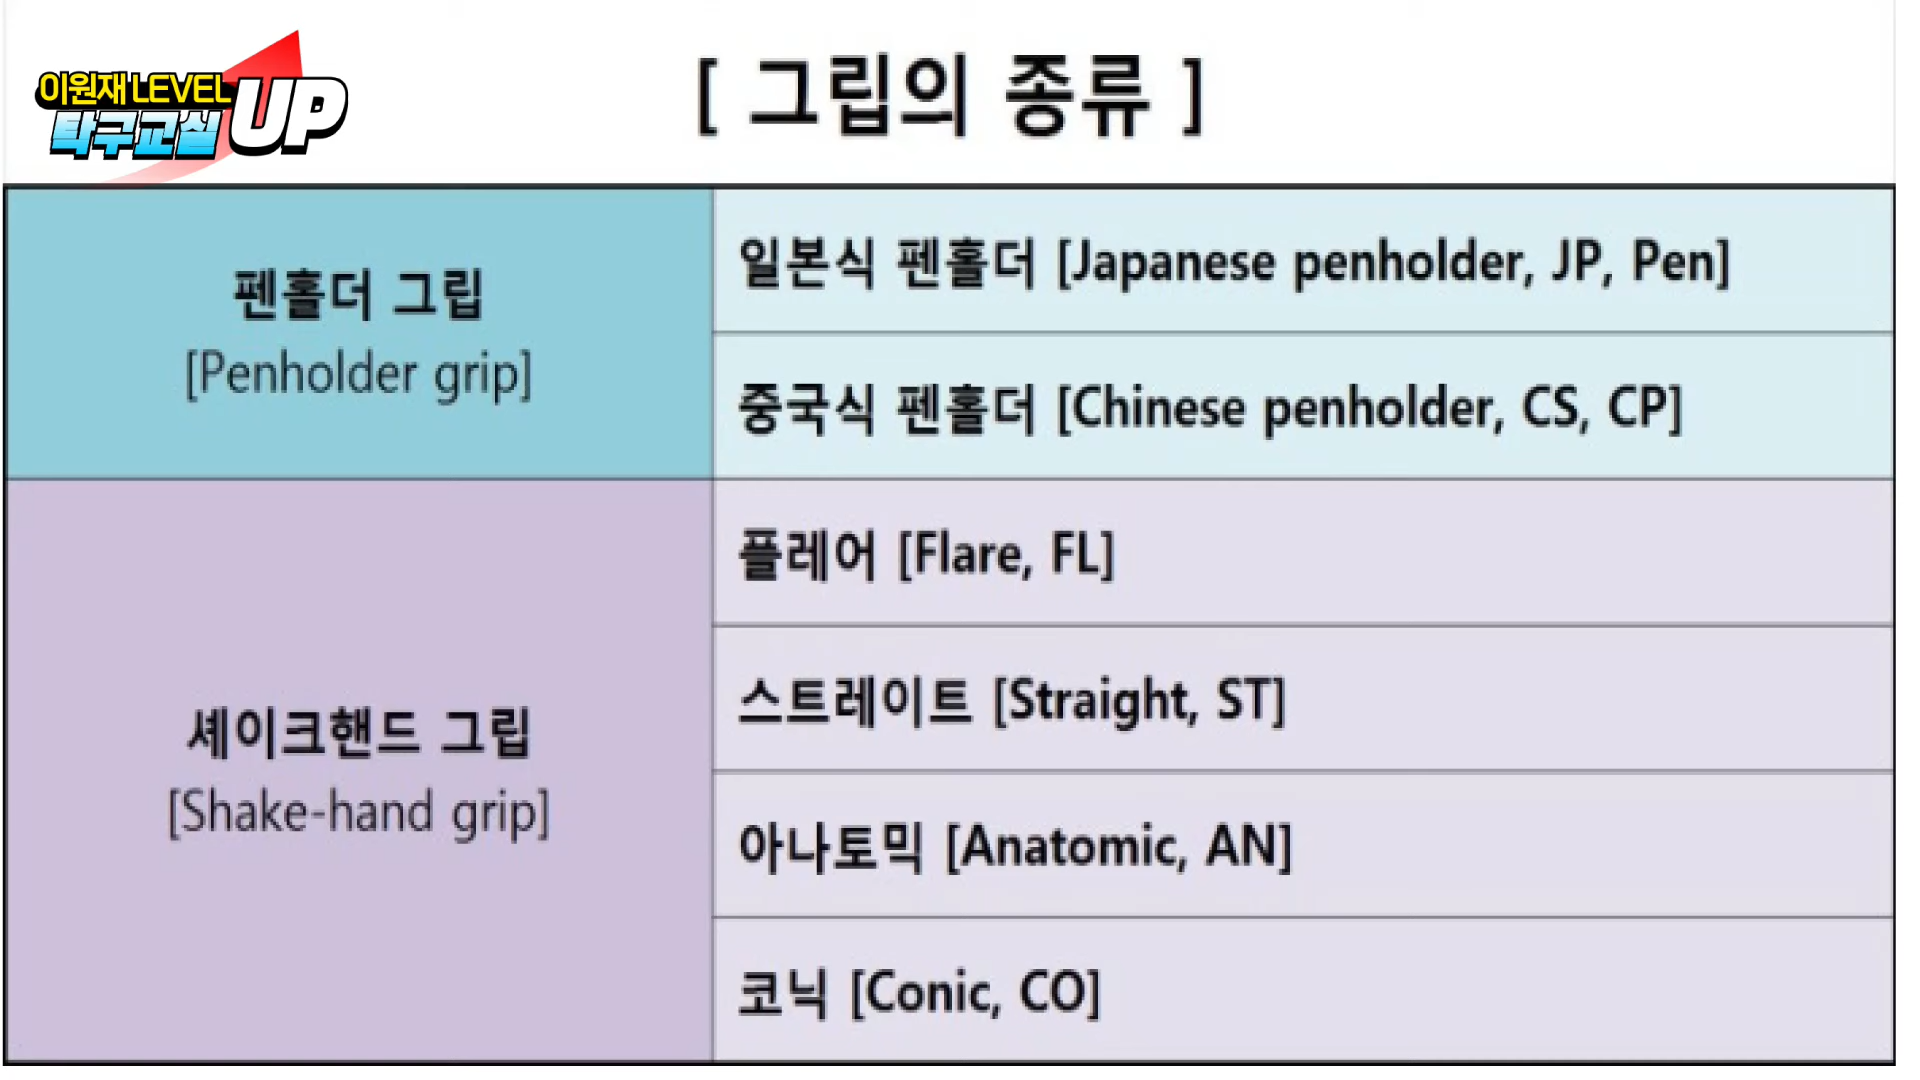 이원재 LEVEL UP
탁구교실
[ 그립의 종류 ]
펜홀더 그립
[Penholder grip]
일본식 펜홀더 [Japanese penholder, JP, Pen]
중국식 펜홀더 [Chinese penholder, CS, CP]
셰이크핸드 그립
[Shake-hand grip]
플레어 [Flare, FL]
스트레이트 [Straight, ST]
아나토믹 [Anatomic, AN]
코닉 [Conic, CO]